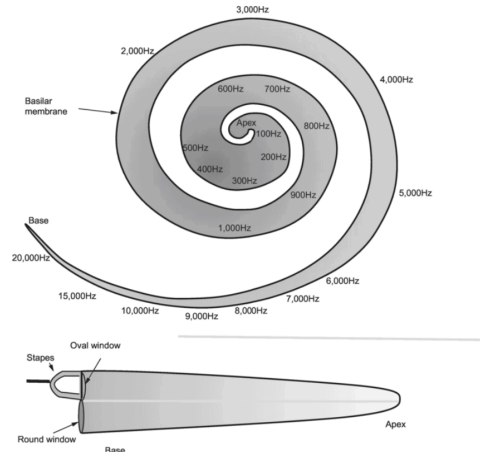 3,000Hz
2,000Hz
4,000Hz
Basilar
membrane
600Hz
700Hz
Apex
100Hz
800Hz
500Hz
200Hz
400Hz
300Hz
900Hz
5,000Hz
1,000Hz
Base
20,000Hz
6,000Hz
15,000Hz
7,000Hz
10,000Hz
8,000Hz
9,000Hz
Oval window
Stapes
Apex
Round window
Base